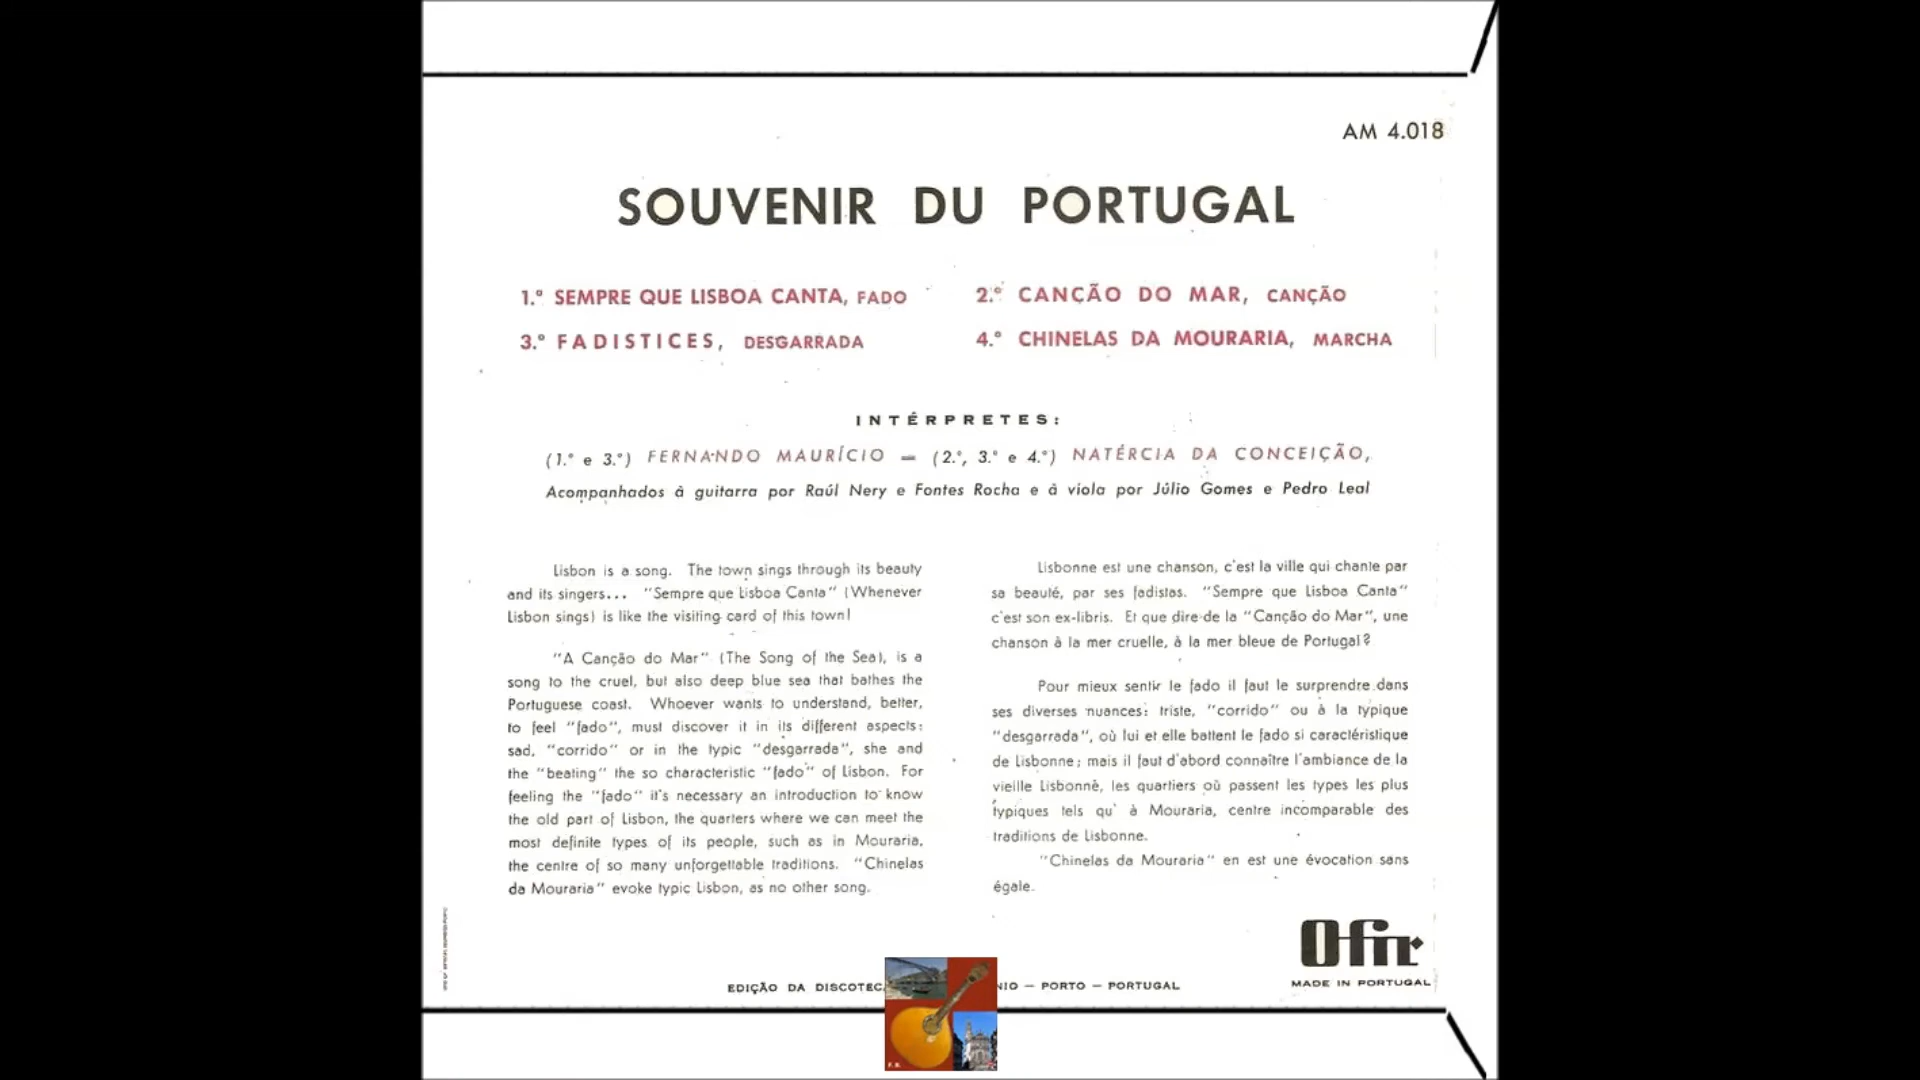 AM 4.018
SOUVENIR DU PORTUGAL
1.º SEMPRE QUE LISBOA CANTA, FADO
2.º CANÇÃO DO MAR, CANÇÃO
3.º FADISTICES, DESGARRADA
4.º CHINELAS DA MOURARIA, MARCHA
INTÉRPRETES:
(1.º e 3.º) FERNANDO MAURÍCIO — (2.º, 3.º e 4.º) NATÉRCIA DA CONCEIÇÃO,
Acompanhados à guitarra por Raúl Nery e Fontes Rocha e à viola por Júlio Gomes e Pedro Leal
Lisbon is a song. The town sings through its beauty
and its singers... "Sempre que Lisboa Canta" (Whenever
Lisbon sings) is like the visiting card of this town!
"A Canção do Mar" (The Song of the Sea), is a
song to the cruel, but also deep blue sea that bathes the
Portuguese coast. Whoever wants to understand, better,
to feel "fado", must discover it in its different aspects:
sad, "corrido" or in the typic "desgarrada", she and
the "beating" the so characteristic "fado" of Lisbon. For
feeling the "fado" it's necessary an introduction to know
the old part of Lisbon, the quarters where we can meet the
most definite types of its people, such as in Mouraria,
the centre of so many unforgettable traditions. "Chinelas
da Mouraria" evoke typic Lisbon, as no other song.
Lisbonne est une chanson, c'est la ville qui chante par
sa beauté, par ses fadistas. "Sempre que Lisboa Canta"
c'est son ex-libris. Et que dire de la "Canção do Mar", une
chanson à la mer cruelle, à la mer bleue de Portugal?
Pour mieux sentir le fado il faut le surprendre dans
ses diverses nuances: triste, "corrido" ou à la typique
"desgarrada", où lui et elle battent le fado si caractéristique
de Lisbonne; mais il faut d'abord connaître l'ambiance de la
vieille Lisbonne, les quartiers où passent les types les plus
typiques tels qu' à Mouraria, centre incomparable des
traditions de Lisbonne.
"Chinelas da Mouraria" en est une évocation sans
égale.
Ofir
MADE IN PORTUGAL
EDIÇÃO DA — PORTO — PORTUGAL
F. R.